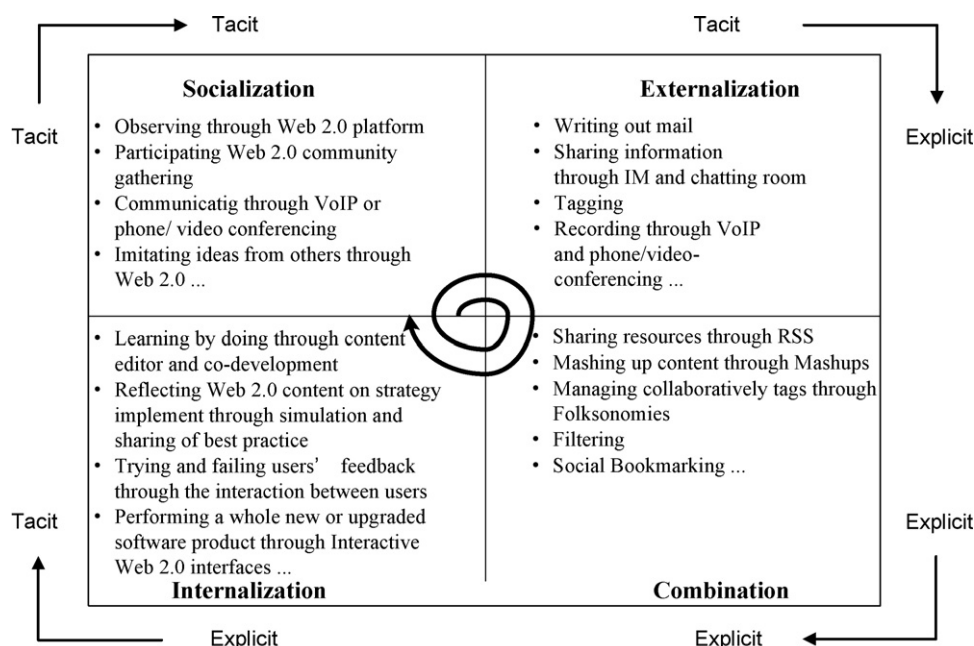 Tacit
Tacit
Tacit
Explicit
Socialization
• Observing through Web 2.0 platform
• Participating Web 2.0 community
gathering
• Communicatig through VoIP or
phone/ video conferencing
• Imitating ideas from others through
Web 2.0 ...
Externalization
• Writing out mail
• Sharing information
through IM and chatting room
• Tagging
• Recording through VoIP
and phone/video-
conferencing ...
• Learning by doing through content
editor and co-development
• Reflecting Web 2.0 content on strategy
implement through simulation and
sharing of best practice
• Trying and failing users’ feedback
through the interaction between users
• Performing a whole new or upgraded
software product through Interactive
Web 2.0 interfaces ...
Internalization
• Sharing resources through RSS
• Mashing up content through Mashups
• Managing collaboratively tags through
Folksonomies
• Filtering
• Social Bookmarking ...
Combination
Tacit
Explicit
Explicit
Explicit